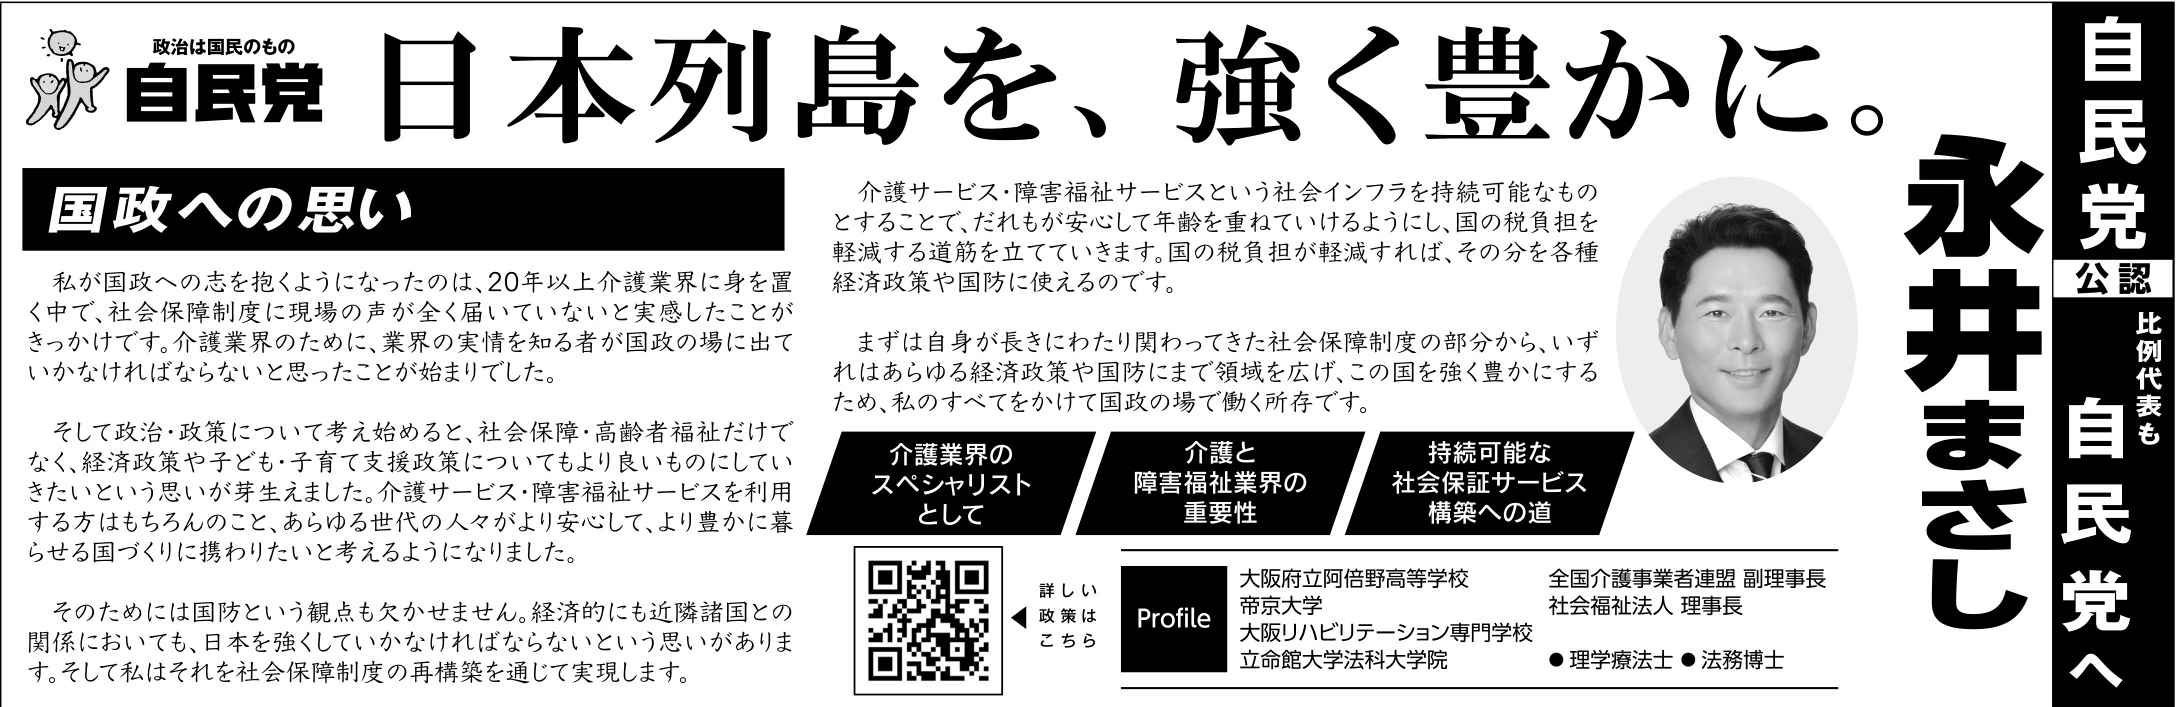 政治は国民のもの
自民党
日本列島を、強く豊かに。
国政への思い
私が国政への志を抱くようになったのは、20年以上介護業界に身を置
く中で、社会保障制度に現場の声が全く届いていないと実感したことが
きっかけです。介護業界のために、業界の実情を知る者が国政の場に出て
いかなければならないと思ったことが始まりでした。
そして政治・政策について考え始めると、社会保障・高齢者福祉だけで
なく、経済政策や子ども・子育て支援政策についてもより良いものにしてい
きたいという思いが芽生えました。介護サービス・障害福祉サービスを利用
する方はもちろんのこと、あらゆる世代の人々がより安心して、より豊かに暮
らせる国づくりに携わりたいと考えるようになりました。
そのためには国防という観点も欠かせません。経済的にも近隣諸国との
関係においても、日本を強くしていかなければならないという思いがありま
す。そして私はそれを社会保障制度の再構築を通じて実現します。
介護サービス・障害福祉サービスという社会インフラを持続可能なもの
とすることで、だれもが安心して年齢を重ねていけるようにし、国の税負担を
軽減する道筋を立てていきます。国の税負担が軽減すれば、その分を各種
経済政策や国防に使えるのです。
まずは自身が長きにわたり関わってきた社会保障制度の部分から、いず
れはあらゆる経済政策や国防にまで領域を広げ、この国を強く豊かにする
ため、私のすべてをかけて国政の場で働く所存です。
介護業界の
スペシャリスト
として
介護と
障害福祉業界の
重要性
持続可能な
社会保証サービス
構築への道
詳しい
政策は
こちら
Profile
大阪府立阿倍野高等学校
帝京大学
大阪リハビリテーション専門学校
立命館大学法科大学院
全国介護事業者連盟 副理事長
社会福祉法人 理事長
●理学療法士 ●法務博士
永井まさし
自民党
公認
比例代表も
自民党へ